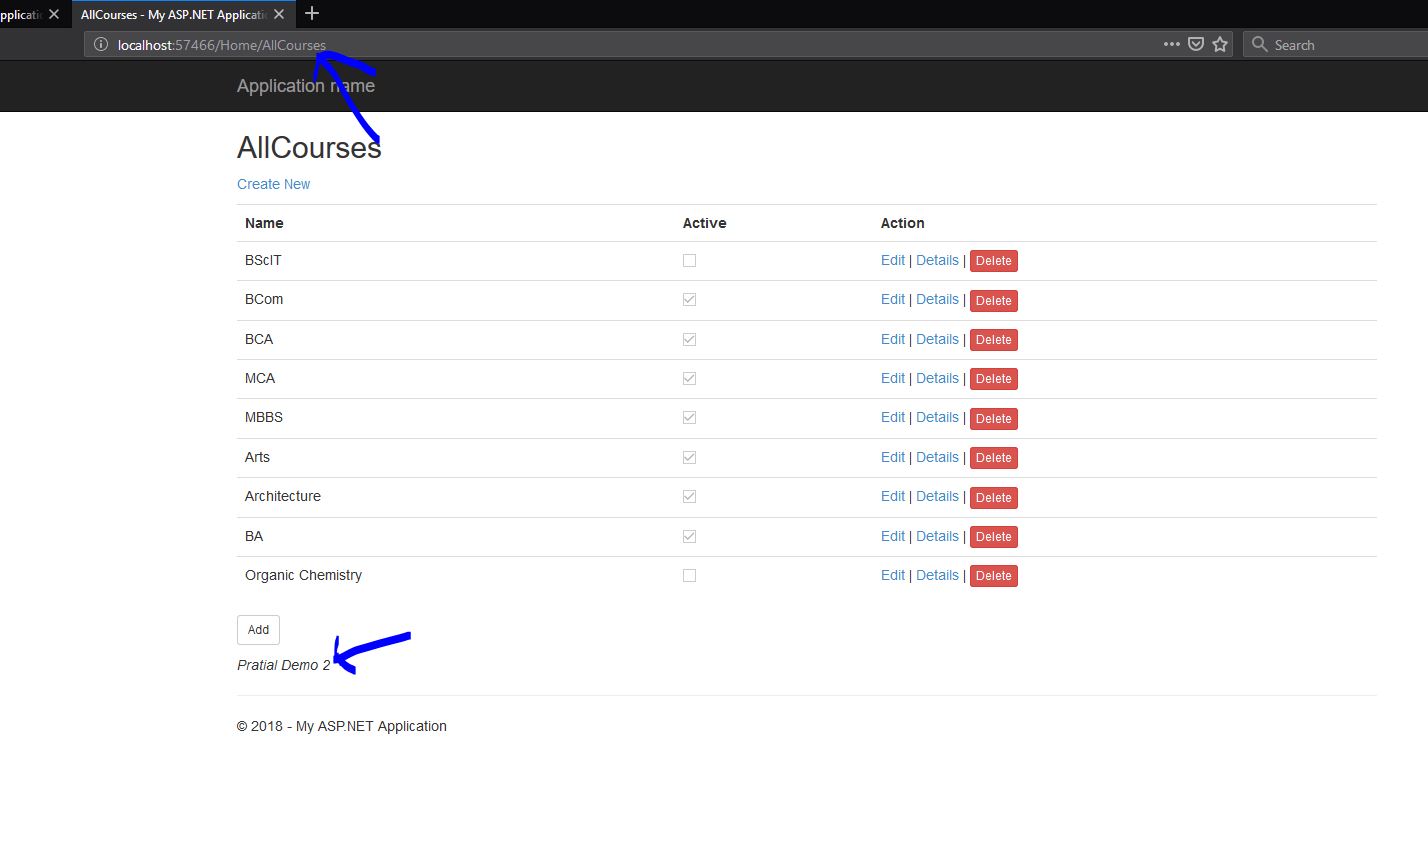 pplicati
AllCourses - My ASP.NET Applicati
localhost:57466/Home/AllCourses
Search
Application name
AllCourses
Create New
Name Active Action
BScIT Edit | Details | Delete
BCom Edit | Details | Delete
BCA Edit | Details | Delete
MCA Edit | Details | Delete
MBBS Edit | Details | Delete
Arts Edit | Details | Delete
Architecture Edit | Details | Delete
BA Edit | Details | Delete
Organic Chemistry Edit | Details | Delete
Add
Pratial Demo 2
© 2018 - My ASP.NET Application